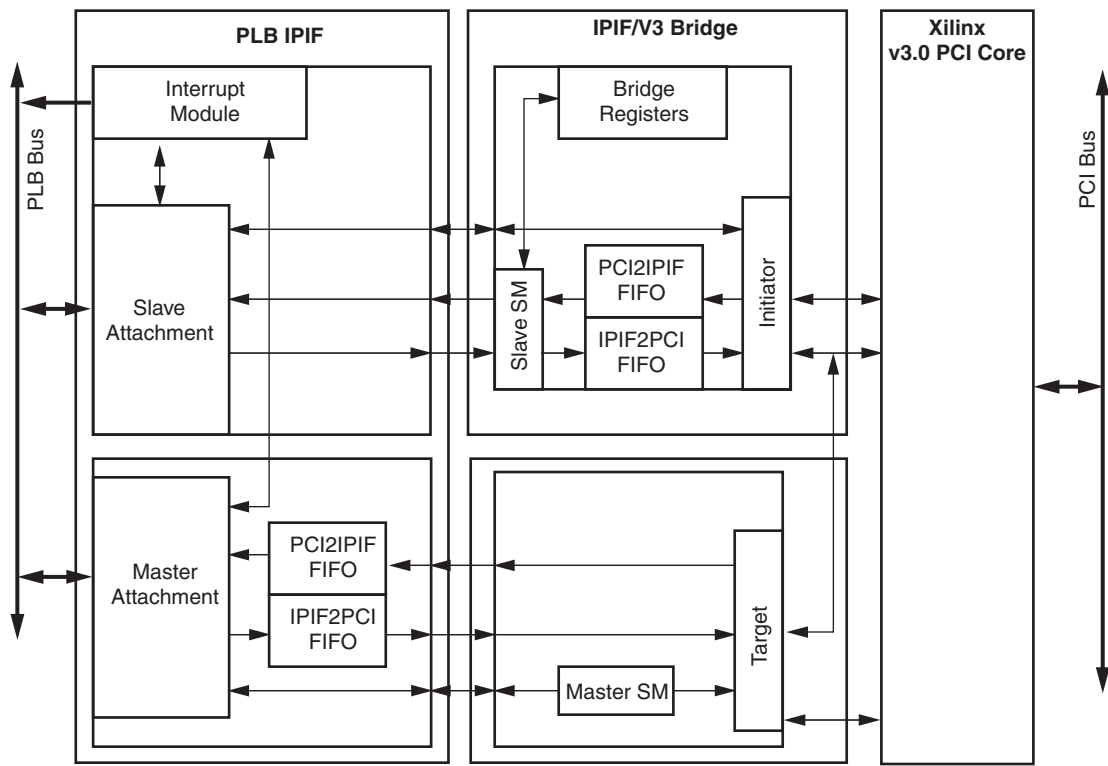 PLB IPIF
IPIF/V3 Bridge
Xilinx
v3.0 PCI Core
Interrupt
Module
Bridge
Registers
PLB Bus
PCI Bus
Slave
Attachment
Slave SM
PCI2IPIF
FIFO
IPIF2PCI
FIFO
Initiator
Master
Attachment
PCI2IPIF
FIFO
IPIF2PCI
FIFO
Master SM
Target